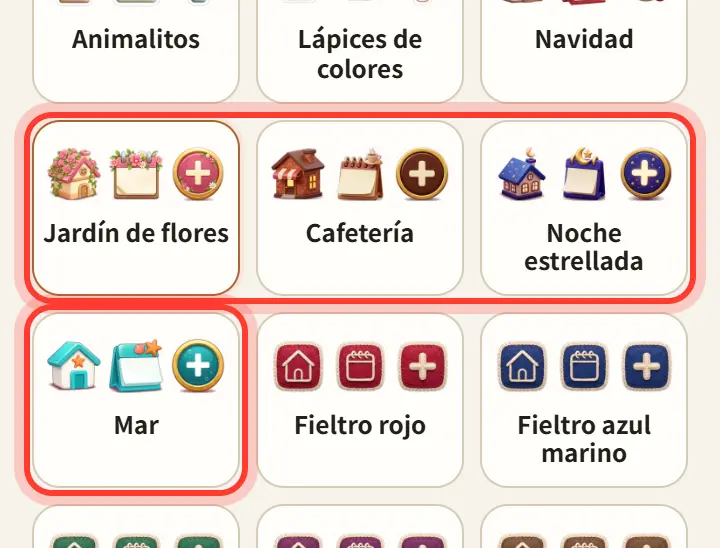 Animalitos
Lápices de
colores
Navidad
Jardín de flores
Cafetería
Noche
estrellada
Mar
Fieltro rojo
Fieltro azul
marino